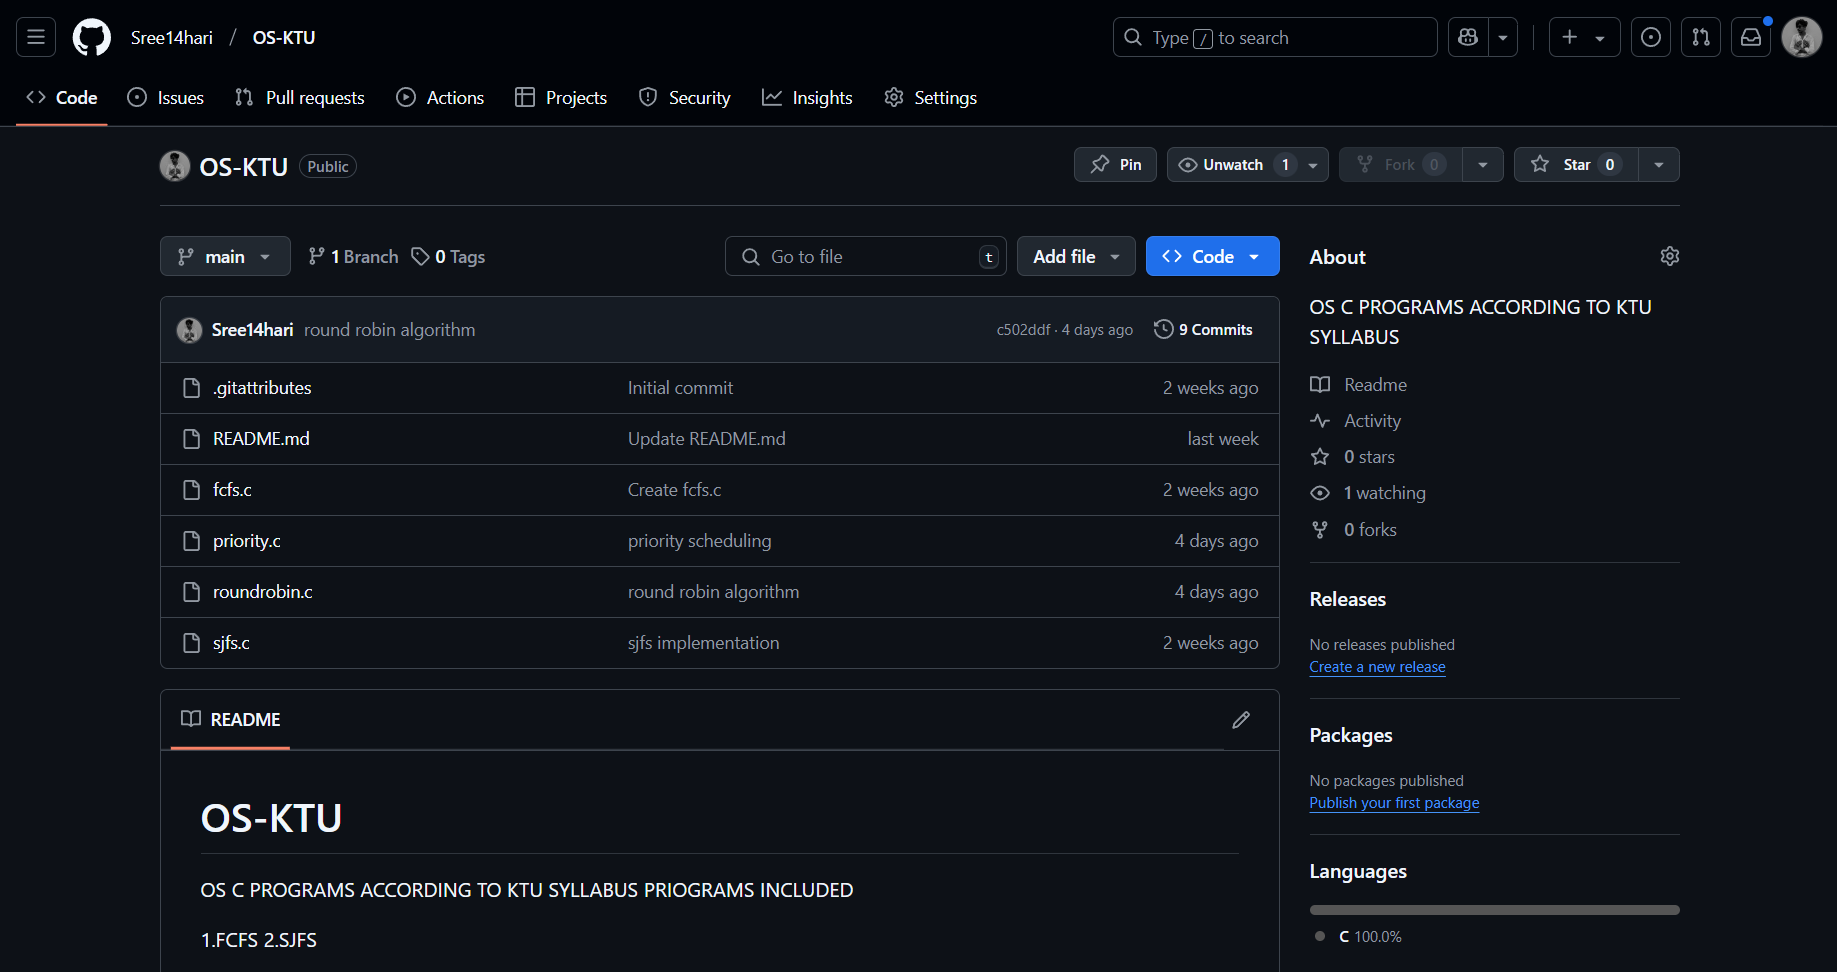 Sree14hari / OS-KTU
Type / to search
Code Issues Pull requests Actions Projects Security Insights Settings
OS-KTU Public
Pin Unwatch 1 Fork 0 Star 0
main 1 Branch 0 Tags
Go to file t Add file Code
Sree14hari round robin algorithm c502ddf · 4 days ago 9 Commits
.gitattributes Initial commit 2 weeks ago
README.md Update README.md last week
fcfs.c Create fcfs.c 2 weeks ago
priority.c priority scheduling 4 days ago
roundrobin.c round robin algorithm 4 days ago
sjfs.c sjfs implementation 2 weeks ago
README
OS-KTU
OS C PROGRAMS ACCORDING TO KTU SYLLABUS PRIOGRAMS INCLUDED
1.FCFS 2.SJFS
About
OS C PROGRAMS ACCORDING TO KTU
SYLLABUS
Readme
Activity
0 stars
1 watching
0 forks
Releases
No releases published
Create a new release
Packages
No packages published
Publish your first package
Languages
C 100.0%